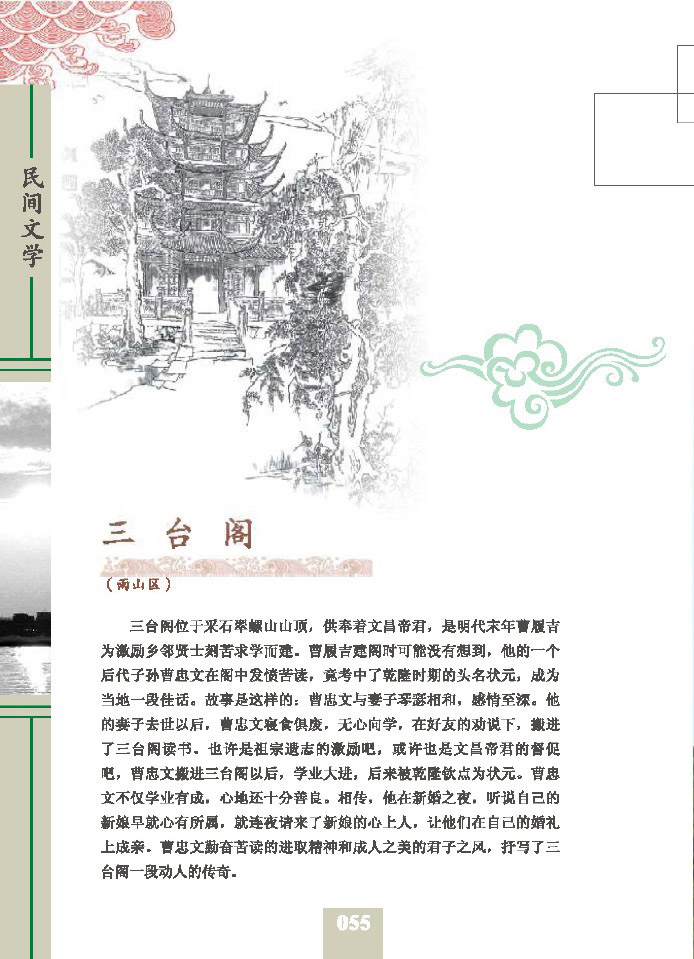 民间文学
三台阁
（雨山区）
三台阁位于采石翠螺山山顶，供奉着文昌帝君，是明代末年曹履吉
为激励乡邻贤士刻苦求学而建。曹履吉建阁时可能没有想到，他的一个
后代子孙曹忠文在阁中发愤苦读，竟考中了乾隆时期的头名状元，成为
当地一段佳话。故事是这样的：曹忠文与妻子琴瑟相和，感情至深。他
的妻子去世以后，曹忠文寝食俱废，无心向学，在好友的劝说下，搬进
了三台阁读书。也许是祖宗遗志的激励吧，或许也是文昌帝君的督促
吧，曹忠文搬进三台阁以后，学业大进，后来被乾隆钦点为状元。曹忠
文不仅学业有成，心地还十分善良。相传，他在新婚之夜，听说自己的
新娘早就心有所属，就连夜请来了新娘的心上人，让他们在自己的婚礼
上成亲。曹忠文勤奋苦读的进取精神和成人之美的君子之风，抒写了三
台阁一段动人的传奇。
055